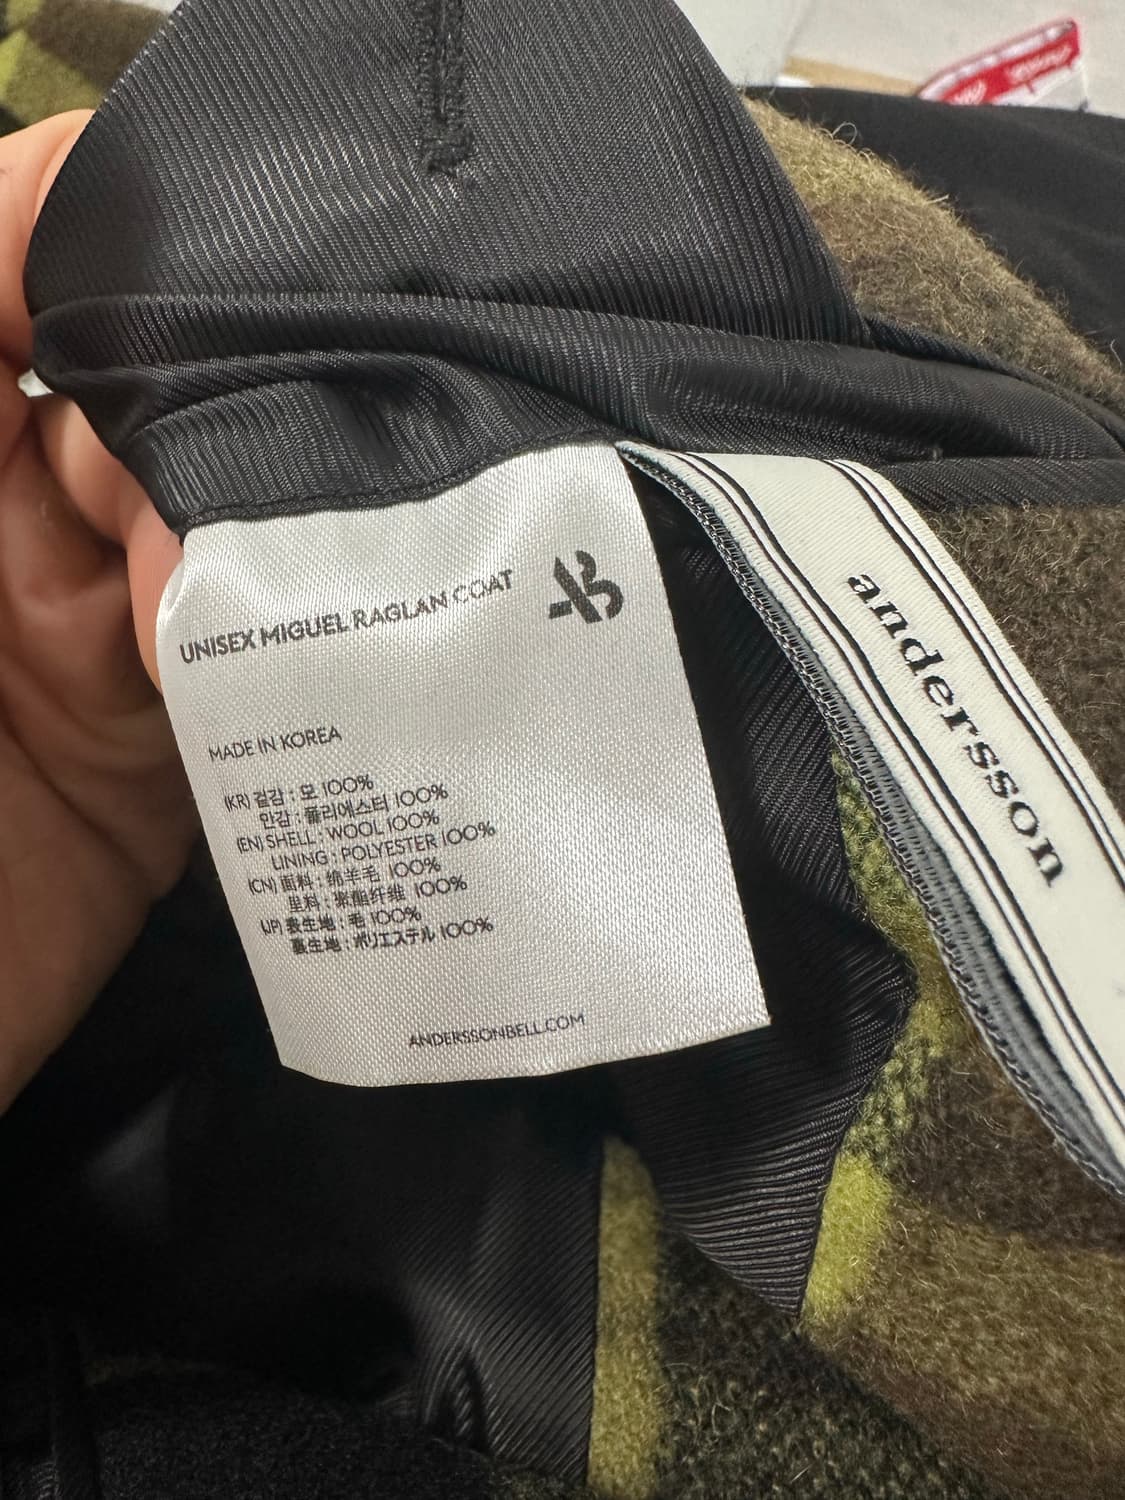 AB
UNISEX MIGUEL RAGLAN COAT
MADE IN KOREA
(KR) 겉감 : 모 100%
안감 : 폴리에스터 100%
(EN) SHELL : WOOL 100%
LINING : POLYESTER 100%
(CN) 面料 : 绵羊毛 100%
里料 : 聚酯纤维 100%
(JP) 表生地 : 毛 100%
裏生地 : ポリエステル 100%
ANDERSSONBELL.COM
andersson